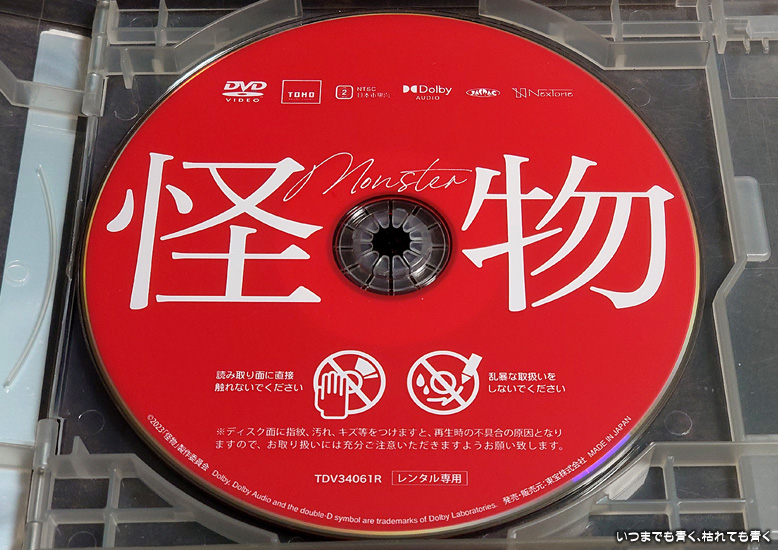 DVD
VIDEO
TOHO
2
NTSC
日本市場向
Dolby
AUDIO
NexTone
怪物
Monster
読み取り面に直接
触れないでください
乱暴な取扱いを
しないでください
※ディスク面に指紋、汚れ、キズ等をつけますと、再生時の不具合の原因となり
ますので、お取り扱いには充分ご注意いただきますようお願い致します。
TDV34061R レンタル専用
©2023「怪物」製作委員会
Dolby, Dolby Audio and the double-D symbol are trademarks of Dolby Laboratories.
発売・販売元：東宝株式会社 MADE IN JAPAN
いつまでも青く、枯れても青く